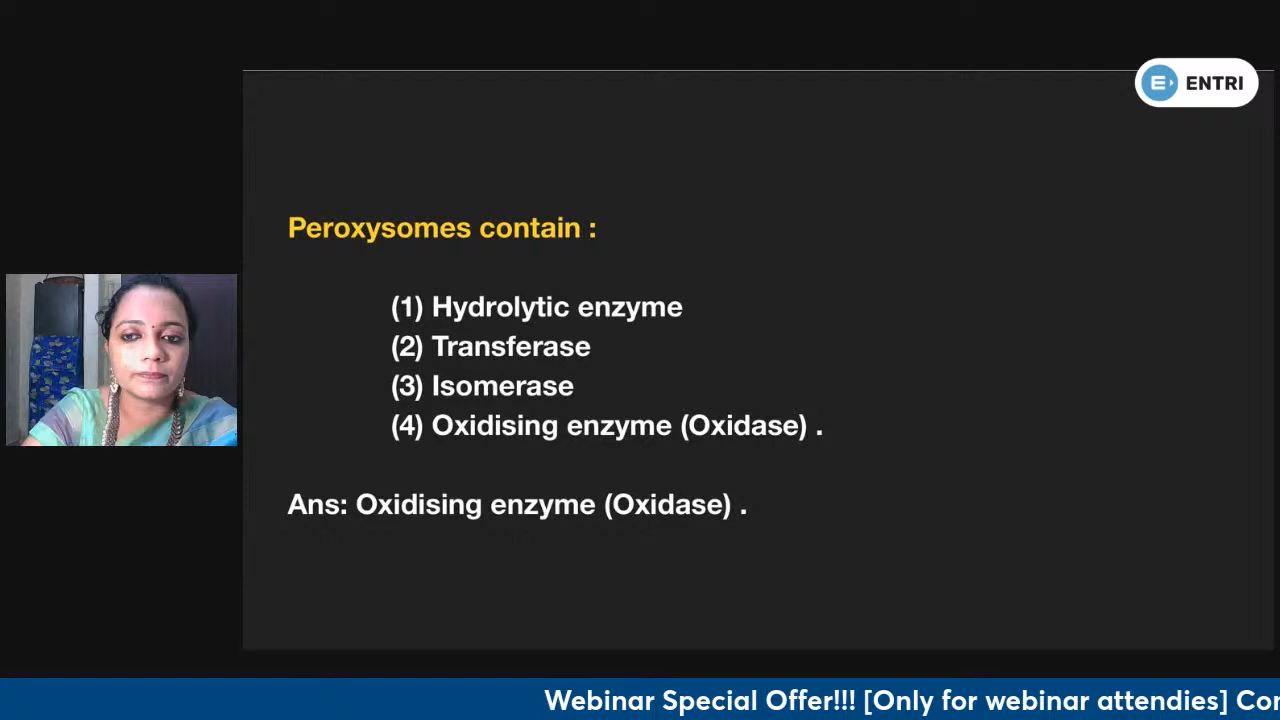 ENTRI
Peroxysomes contain :
(1) Hydrolytic enzyme
(2) Transferase
(3) Isomerase
(4) Oxidising enzyme (Oxidase) .
Ans: Oxidising enzyme (Oxidase) .
Webinar Special Offer!!! [Only for webinar attendies]